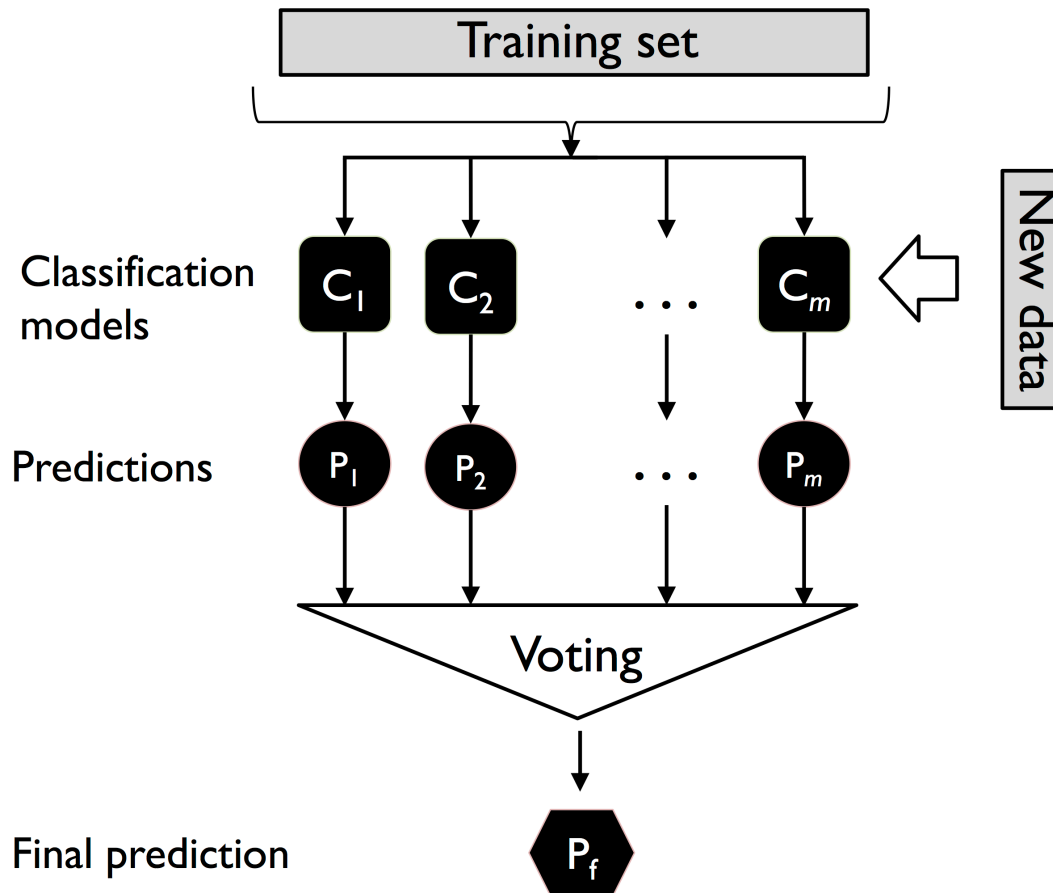 Training set
New data
Classification
models
C1
C2
. . .
Cm
Predictions
P1
P2
. . .
Pm
Voting
Final prediction
Pf